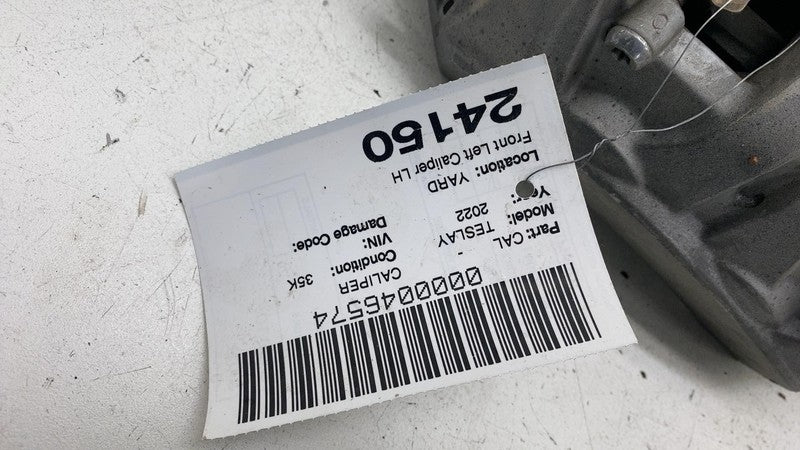 0000046574
Part: CAL - CALIPER
Model: TESLAY Condition: 35K
Year: 2022 VIN:
Location: YARD Damage Code:
Front Left Caliper LH
24150